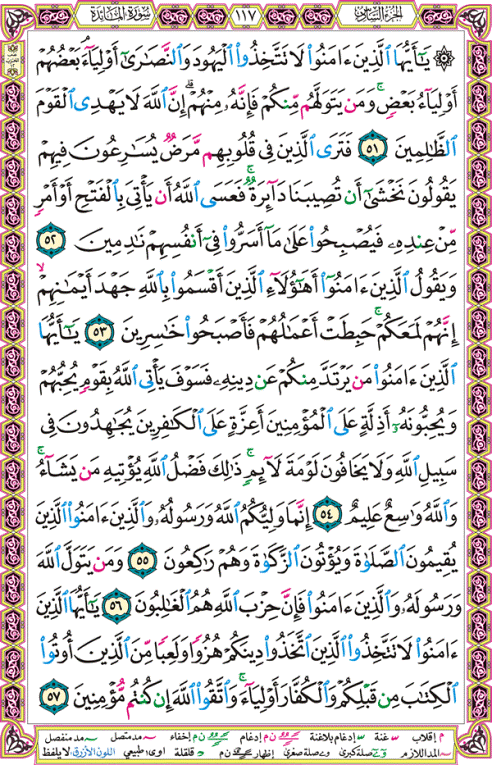 سُورَةُ المَائدة ١١٧ الجزء السادس
۞ يَٰٓأَيُّهَا ٱلَّذِينَ ءَامَنُوا۟ لَا تَتَّخِذُوا۟ ٱلْيَهُودَ وَٱلنَّصَٰرَىٰٓ أَوْلِيَآءَ ۘ بَعْضُهُمْ
أَوْلِيَآءُ بَعْضٍ ۚ وَمَن يَتَوَلَّهُم مِّنكُمْ فَإِنَّهُۥ مِنْهُمْ ۗ إِنَّ ٱللَّهَ لَا يَهْدِى ٱلْقَوْمَ
ٱلظَّٰلِمِينَ ٥١ فَتَرَى ٱلَّذِينَ فِى قُلُوبِهِم مَّرَضٌ يُسَٰرِعُونَ فِيهِمْ
يَقُولُونَ نَخْشَىٰٓ أَن تُصِيبَنَا دَآئِرَةٌ ۚ فَعَسَى ٱللَّهُ أَن يَأْتِىَ بِٱلْفَتْحِ أَوْ أَمْرٍ
مِّنْ عِندِهِۦ فَيُصْبِحُوا۟ عَلَىٰ مَآ أَسَرُّوا۟ فِىٓ أَنفُسِهِمْ نَٰدِمِينَ ٥٢
وَيَقُولُ ٱلَّذِينَ ءَامَنُوٓا۟ أَهَٰٓؤُلَآءِ ٱلَّذِينَ أَقْسَمُوا۟ بِٱللَّهِ جَهْدَ أَيْمَٰنِهِمْ ۙ
إِنَّهُمْ لَمَعَكُمْ ۚ حَبِطَتْ أَعْمَٰلُهُمْ فَأَصْبَحُوا۟ خَٰسِرِينَ ٥٣ يَٰٓأَيُّهَا
ٱلَّذِينَ ءَامَنُوا۟ مَن يَرْتَدَّ مِنكُمْ عَن دِينِهِۦ فَسَوْفَ يَأْتِى ٱللَّهُ بِقَوْمٍ يُحِبُّهُمْ
وَيُحِبُّونَهُۥٓ أَذِلَّةٍ عَلَى ٱلْمُؤْمِنِينَ أَعِزَّةٍ عَلَى ٱلْكَٰفِرِينَ يُجَٰهِدُونَ فِى
سَبِيلِ ٱللَّهِ وَلَا يَخَافُونَ لَوْمَةَ لَآئِمٍ ۚ ذَٰلِكَ فَضْلُ ٱللَّهِ يُؤْتِيهِ مَن يَشَآءُ ۚ
وَٱللَّهُ وَٰسِعٌ عَلِيمٌ ٥٤ إِنَّمَا وَلِيُّكُمُ ٱللَّهُ وَرَسُولُهُۥ وَٱلَّذِينَ ءَامَنُوا۟ ٱلَّذِينَ
يُقِيمُونَ ٱلصَّلَوٰةَ وَيُؤْتُونَ ٱلزَّكَوٰةَ وَهُمْ رَٰكِعُونَ ٥٥ وَمَن يَتَوَلَّ ٱللَّهَ
وَرَسُولَهُۥ وَٱلَّذِينَ ءَامَنُوا۟ فَإِنَّ حِزْبَ ٱللَّهِ هُمُ ٱلْغَٰلِبُونَ ٥٦ يَٰٓأَيُّهَا ٱلَّذِينَ
ءَامَنُوا۟ لَا تَتَّخِذُوا۟ ٱلَّذِينَ ٱتَّخَذُوا۟ دِينَكُمْ هُزُوًا وَلَعِبًا مِّنَ ٱلَّذِينَ أُوتُوا۟
ٱلْكِتَٰبَ مِن قَبْلِكُمْ وَٱلْكُفَّارَ أَوْلِيَآءَ ۚ وَٱتَّقُوا۟ ٱللَّهَ إِن كُنتُم مُّؤْمِنِينَ ٥٧
م إقلاب س غنة س إدغام بلاغنة ن م إدغام ن م إخفاء مد متصل مد منفصل
المد اللازم صلة كبرى صلة صغرى إظهار ن م قلقلة اوى: طبيعي اللون الأزرق: لا يلفظ